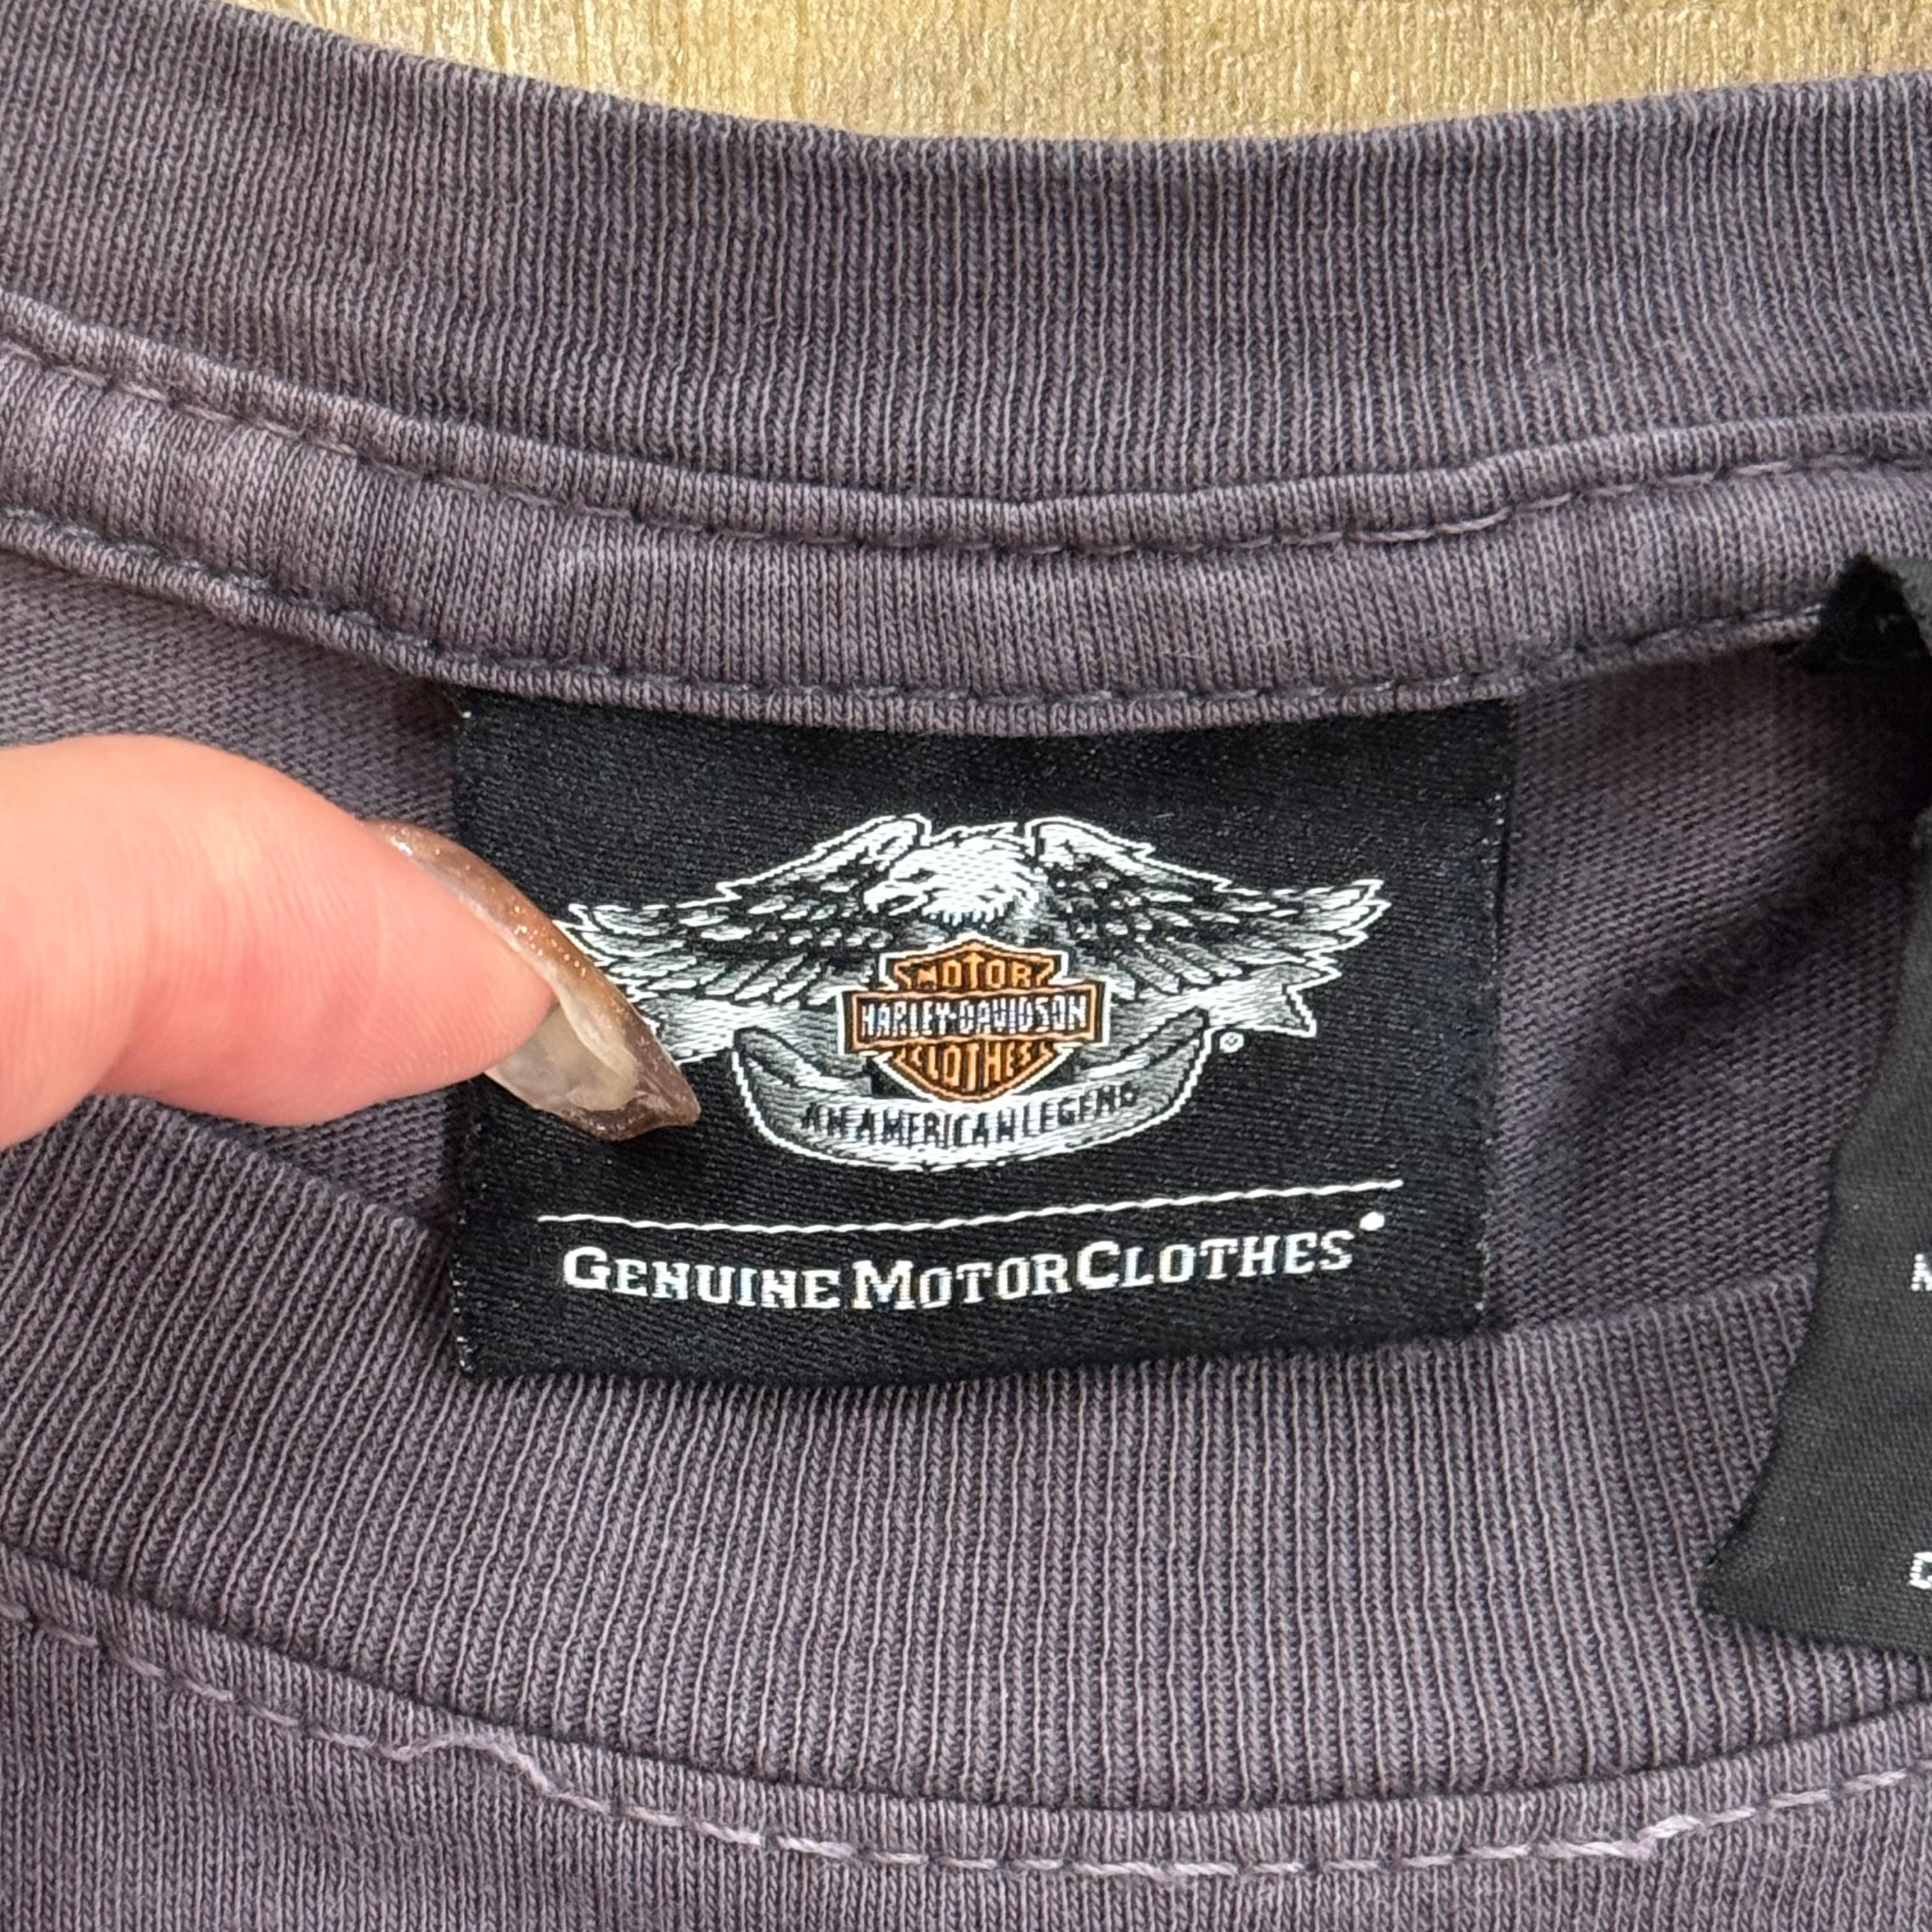 MOTOR
HARLEY-DAVIDSON
CLOTHES
®
AN AMERICAN LEGEND
GENUINE MOTORCLOTHES